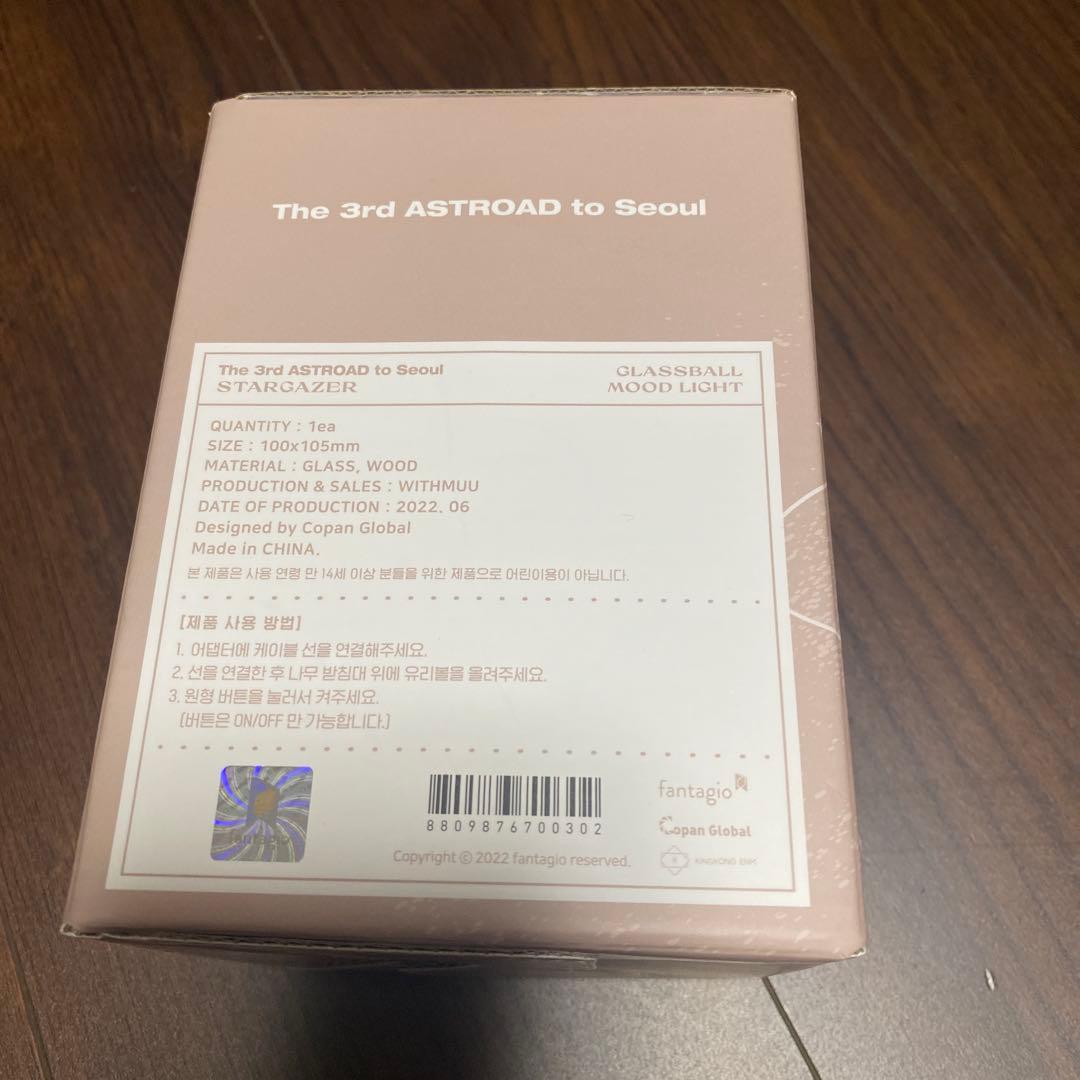 The 3rd ASTROAD to Seoul
The 3rd ASTROAD to Seoul
STARGAZER
GLASSBALL
MOOD LIGHT
QUANTITY : 1ea
SIZE : 100x105mm
MATERIAL : GLASS, WOOD
PRODUCTION & SALES : WITHMUU
DATE OF PRODUCTION : 2022. 06
Designed by Copan Global
Made in CHINA.
본 제품은 사용 연령 만 14세 이상 분들을 위한 제품으로 어린이용이 아닙니다.
[제품 사용 방법]
1. 어댑터에 케이블 선을 연결해주세요.
2. 선을 연결한 후 나무 받침대 위에 유리볼을 올려주세요.
3. 원형 버튼을 눌러서 켜주세요.
(버튼은 ON/OFF 만 가능합니다.)
fantagio
8809876700302
Copyright © 2022 fantagio reserved.
fantagio
Copan Global
KINGKONG ENM